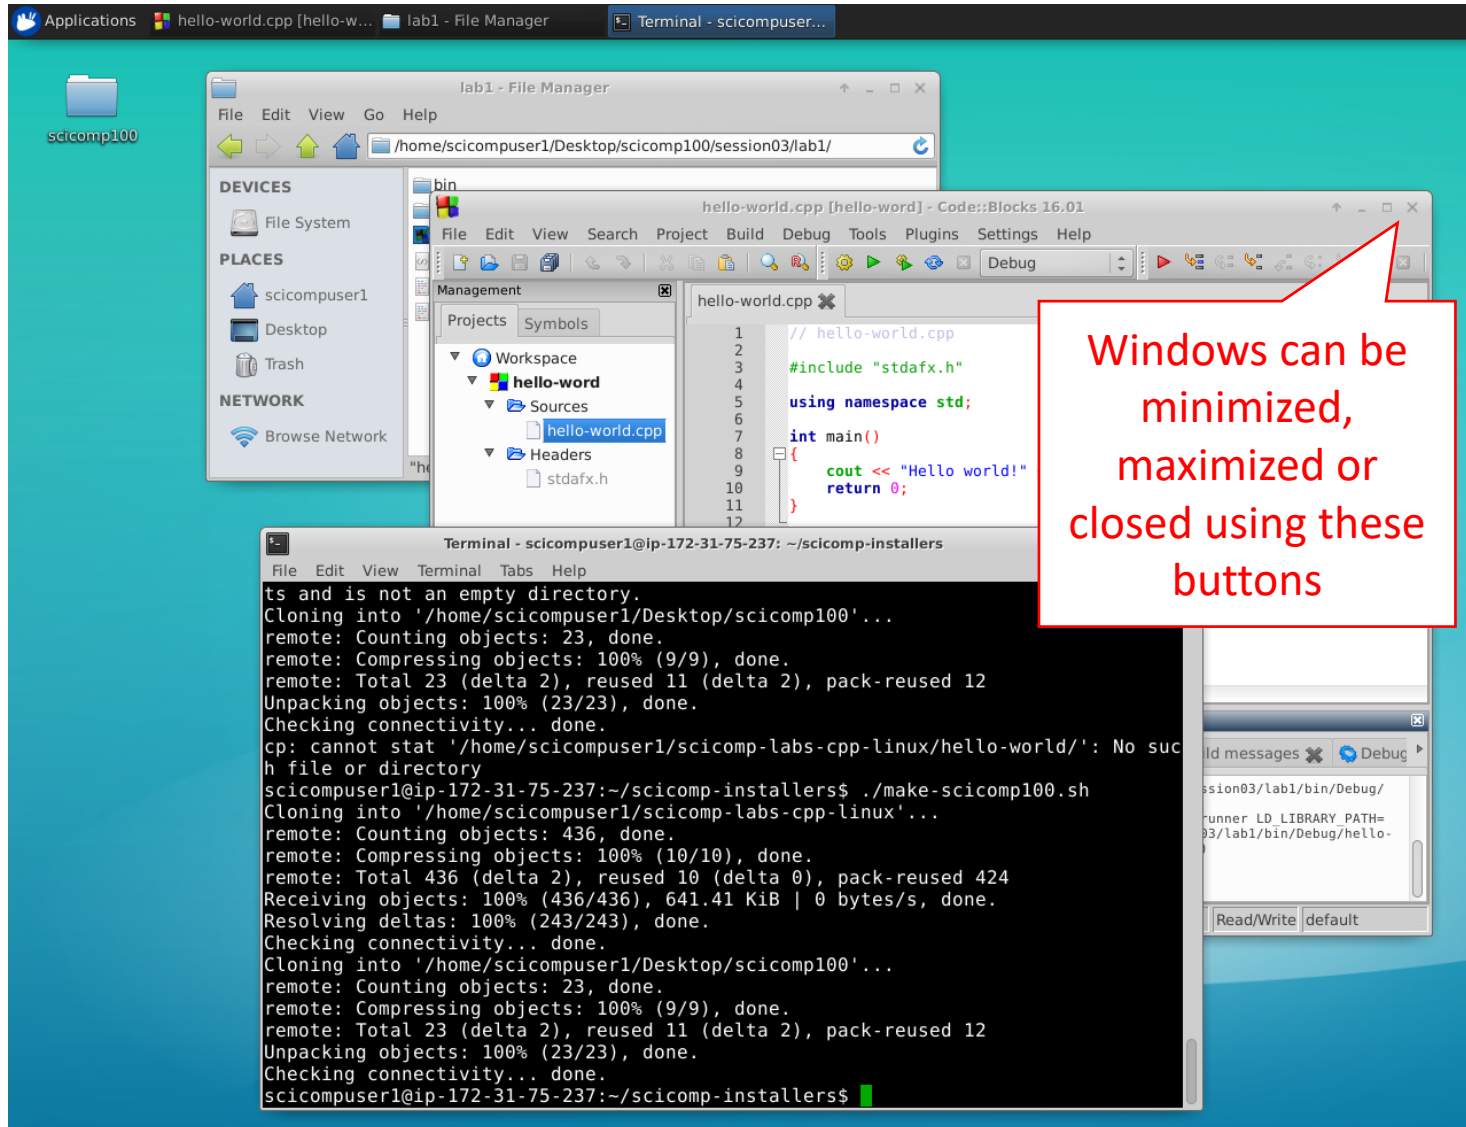 Applications hello-world.cpp [hello-w... lab1 - File Manager Terminal - scicompuser...
scicomp100
lab1 - File Manager
File Edit View Go Help
/home/scicompuser1/Desktop/scicomp100/session03/lab1/
DEVICES
File System
PLACES
scicompuser1
Desktop
Trash
NETWORK
Browse Network
bin
"he
hello-world.cpp [hello-word] - Code::Blocks 16.01
File Edit View Search Project Build Debug Tools Plugins Settings Help
Debug
Management
Projects Symbols
Workspace
hello-word
Sources
hello-world.cpp
Headers
stdafx.h
hello-world.cpp
1 // hello-world.cpp
2
3 #include "stdafx.h"
4
5 using namespace std;
6
7 int main()
8 {
9 cout << "Hello world!"
10 return 0;
11 }
12
Windows can be
minimized,
maximized or
closed using these
buttons
Terminal - scicompuser1@ip-172-31-75-237: ~/scicomp-installers
File Edit View Terminal Tabs Help
ts and is not an empty directory.
Cloning into '/home/scicompuser1/Desktop/scicomp100'...
remote: Counting objects: 23, done.
remote: Compressing objects: 100% (9/9), done.
remote: Total 23 (delta 2), reused 11 (delta 2), pack-reused 12
Unpacking objects: 100% (23/23), done.
Checking connectivity... done.
cp: cannot stat '/home/scicompuser1/scicomp-labs-cpp-linux/hello-world/': No suc
h file or directory
scicompuser1@ip-172-31-75-237:~/scicomp-installers$ ./make-scicomp100.sh
Cloning into '/home/scicompuser1/scicomp-labs-cpp-linux'...
remote: Counting objects: 436, done.
remote: Compressing objects: 100% (10/10), done.
remote: Total 436 (delta 2), reused 10 (delta 0), pack-reused 424
Receiving objects: 100% (436/436), 641.41 KiB | 0 bytes/s, done.
Resolving deltas: 100% (243/243), done.
Checking connectivity... done.
Cloning into '/home/scicompuser1/Desktop/scicomp100'...
remote: Counting objects: 23, done.
remote: Compressing objects: 100% (9/9), done.
remote: Total 23 (delta 2), reused 11 (delta 2), pack-reused 12
Unpacking objects: 100% (23/23), done.
Checking connectivity... done.
scicompuser1@ip-172-31-75-237:~/scicomp-installers$
ld messages Debug
ssion03/lab1/bin/Debug/
runner LD_LIBRARY_PATH=
03/lab1/bin/Debug/hello-
)
Read/Write default